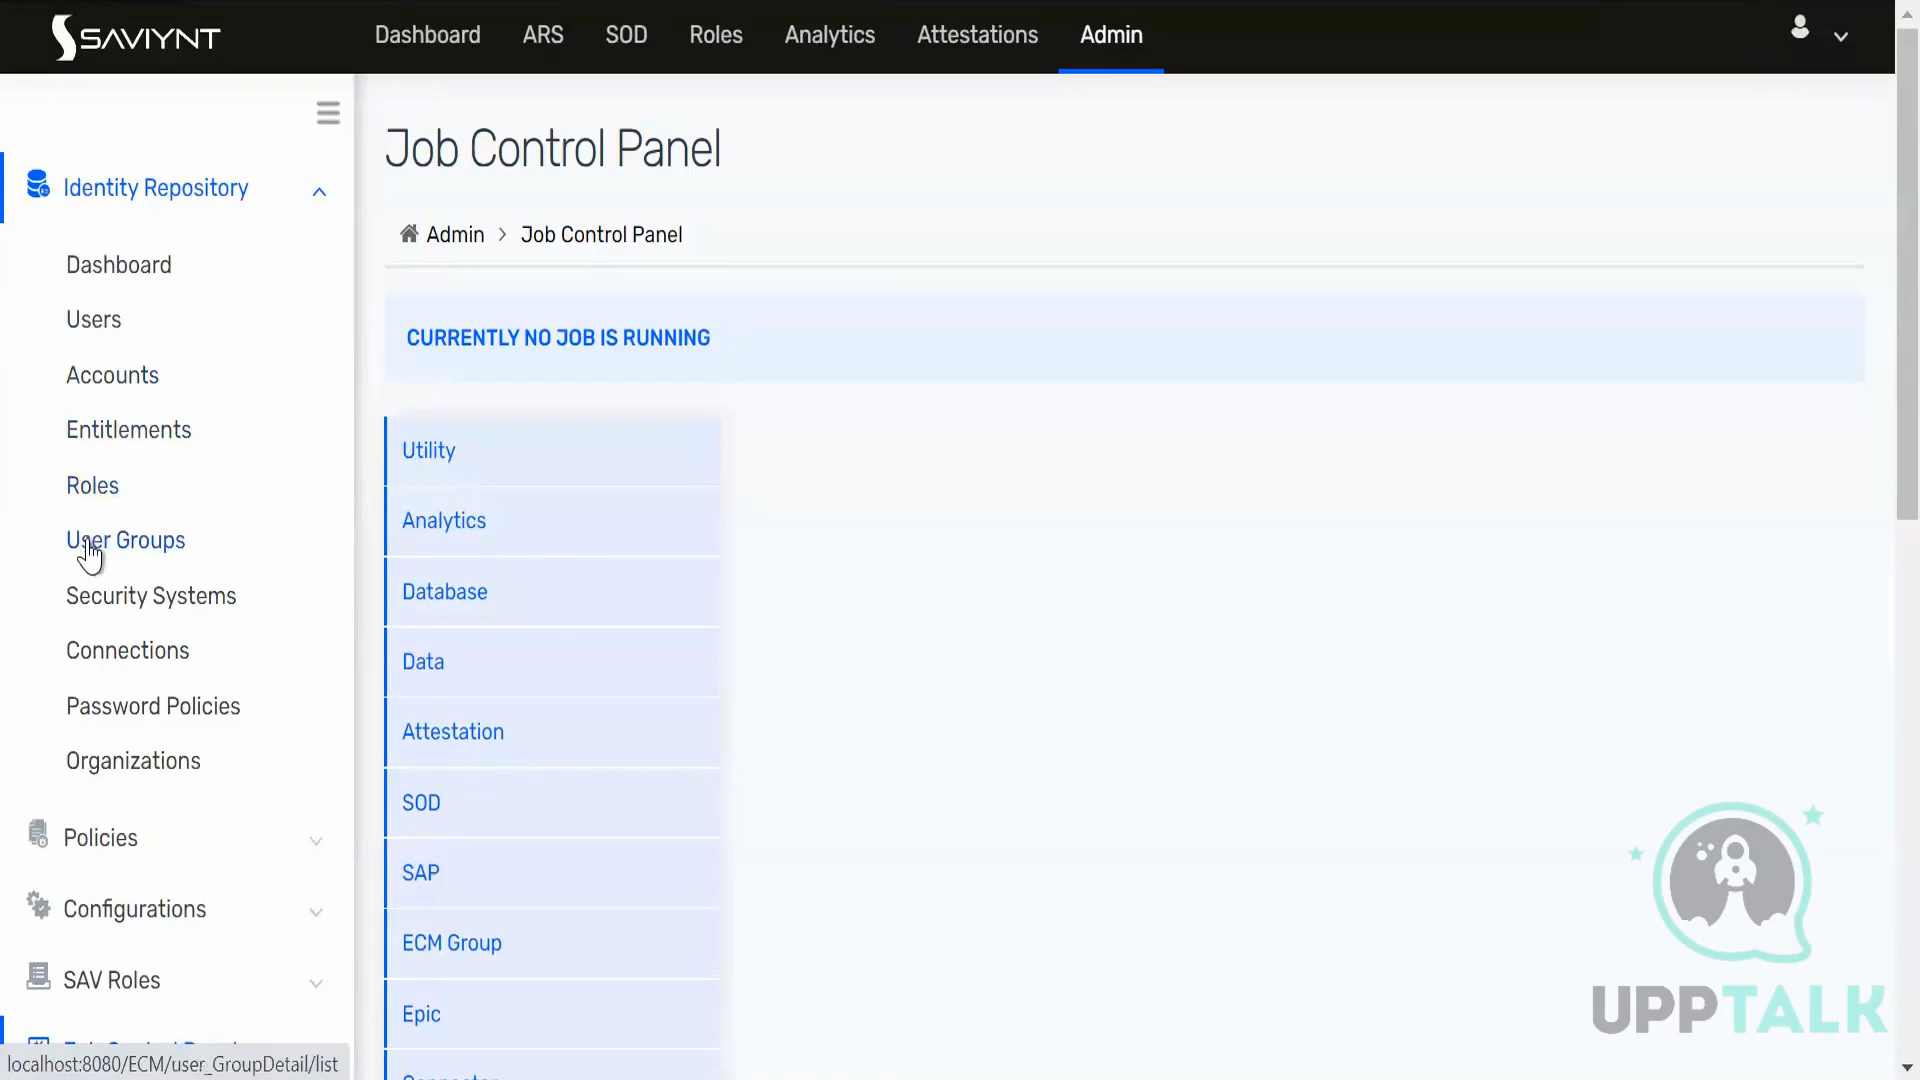 SAVIYNT
Dashboard ARS SOD Roles Analytics Attestations Admin
Identity Repository
Dashboard
Users
Accounts
Entitlements
Roles
User Groups
Security Systems
Connections
Password Policies
Organizations
Policies
Configurations
SAV Roles
localhost:8080/ECM/user_GroupDetail/list
Job Control Panel
Admin > Job Control Panel
CURRENTLY NO JOB IS RUNNING
Utility
Analytics
Database
Data
Attestation
SOD
SAP
ECM Group
Epic
UPPTALK